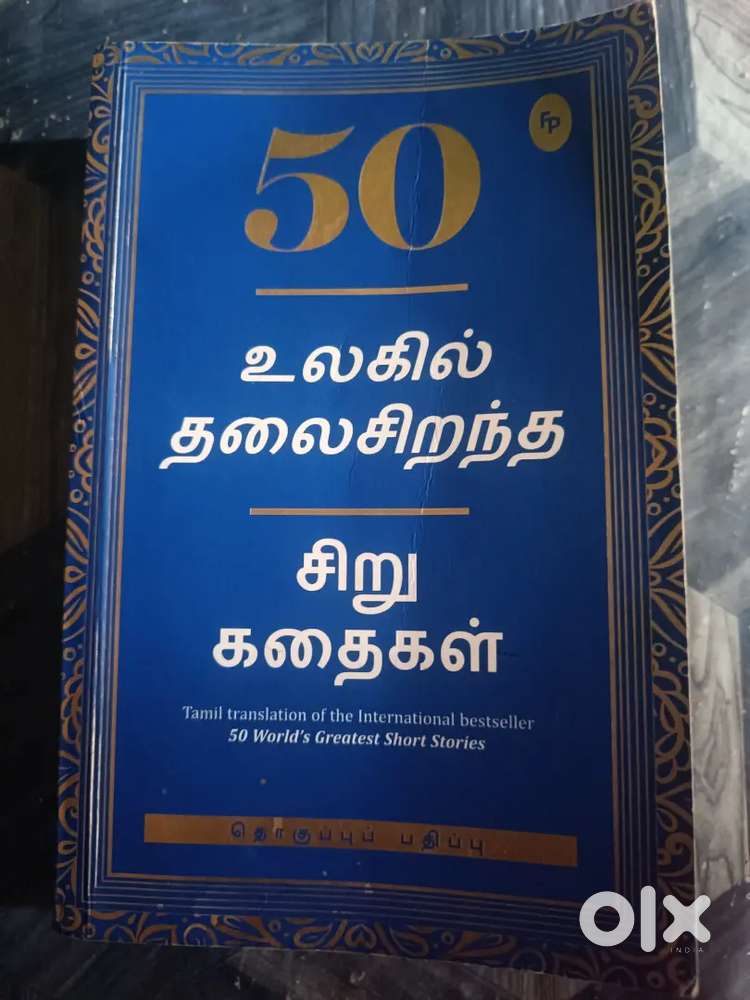 50
FP
உலகில்
தலைசிறந்த
சிறு
கதைகள்
Tamil translation of the International bestseller
50 World's Greatest Short Stories
தொகுப்புப் பதிப்பு
olx
INDIA